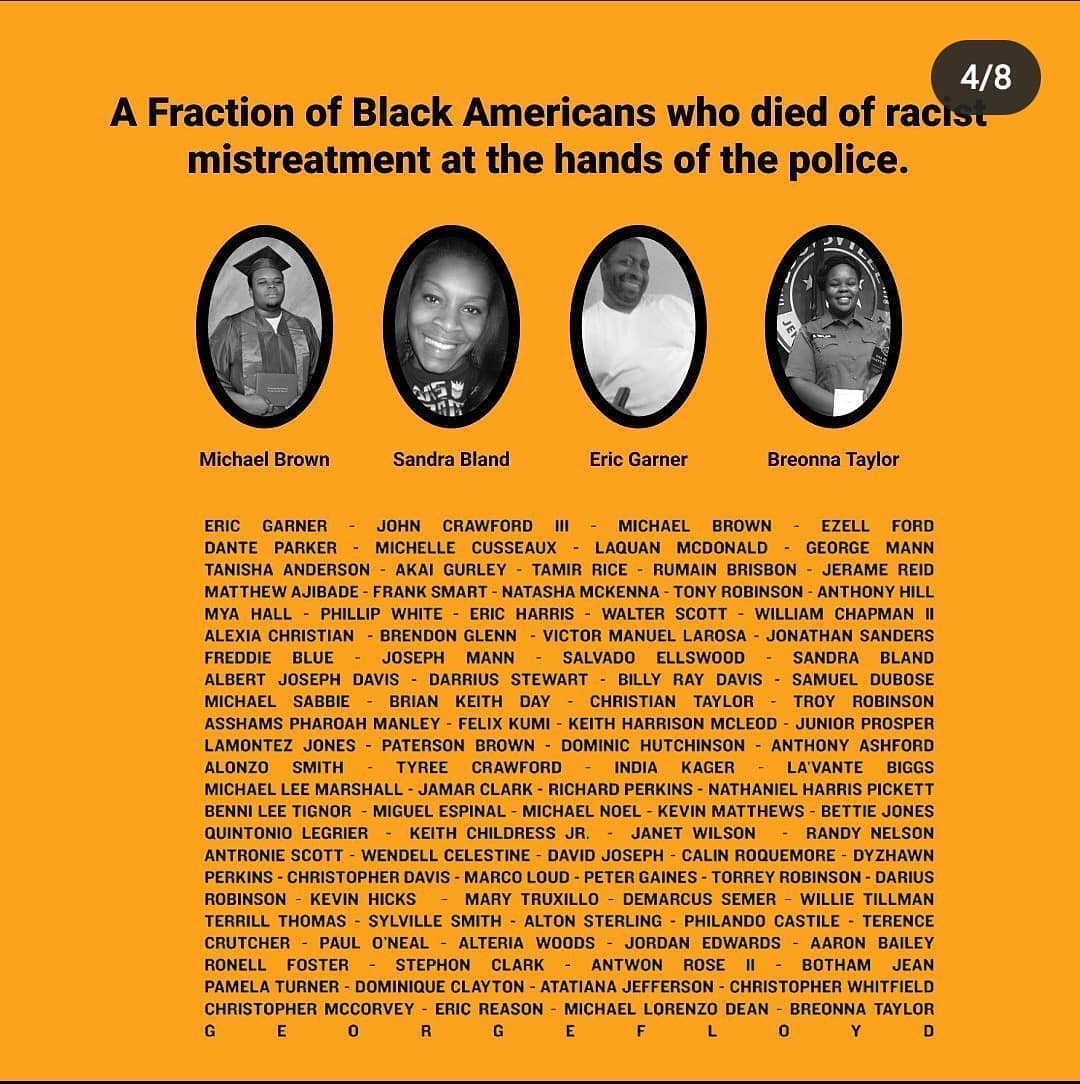 4/8
A Fraction of Black Americans who died of racist
mistreatment at the hands of the police.
Michael Brown
Sandra Bland
Eric Garner
Breonna Taylor
ERIC GARNER - JOHN CRAWFORD III - MICHAEL BROWN - EZELL FORD
DANTE PARKER - MICHELLE CUSSEAUX - LAQUAN MCDONALD - GEORGE MANN
TANISHA ANDERSON - AKAI GURLEY - TAMIR RICE - RUMAIN BRISBON - JERAME REID
MATTHEW AJIBADE - FRANK SMART - NATASHA MCKENNA - TONY ROBINSON - ANTHONY HILL
MYA HALL - PHILLIP WHITE - ERIC HARRIS - WALTER SCOTT - WILLIAM CHAPMAN II
ALEXIA CHRISTIAN - BRENDON GLENN - VICTOR MANUEL LAROSA - JONATHAN SANDERS
FREDDIE BLUE - JOSEPH MANN - SALVADO ELLSWOOD - SANDRA BLAND
ALBERT JOSEPH DAVIS - DARRIUS STEWART - BILLY RAY DAVIS - SAMUEL DUBOSE
MICHAEL SABBIE - BRIAN KEITH DAY - CHRISTIAN TAYLOR - TROY ROBINSON
ASSHAMS PHAROAH MANLEY - FELIX KUMI - KEITH HARRISON MCLEOD - JUNIOR PROSPER
LAMONTEZ JONES - PATERSON BROWN - DOMINIC HUTCHINSON - ANTHONY ASHFORD
ALONZO SMITH - TYREE CRAWFORD - INDIA KAGER - LA'VANTE BIGGS
MICHAEL LEE MARSHALL - JAMAR CLARK - RICHARD PERKINS - NATHANIEL HARRIS PICKETT
BENNI LEE TIGNOR - MIGUEL ESPINAL - MICHAEL NOEL - KEVIN MATTHEWS - BETTIE JONES
QUINTONIO LEGRIER - KEITH CHILDRESS JR. - JANET WILSON - RANDY NELSON
ANTRONIE SCOTT - WENDELL CELESTINE - DAVID JOSEPH - CALIN ROQUEMORE - DYZHAWN
PERKINS - CHRISTOPHER DAVIS - MARCO LOUD - PETER GAINES - TORREY ROBINSON - DARIUS
ROBINSON - KEVIN HICKS - MARY TRUXILLO - DEMARCUS SEMER - WILLIE TILLMAN
TERRILL THOMAS - SYLVILLE SMITH - ALTON STERLING - PHILANDO CASTILE - TERENCE
CRUTCHER - PAUL O'NEAL - ALTERIA WOODS - JORDAN EDWARDS - AARON BAILEY
RONELL FOSTER - STEPHON CLARK - ANTWON ROSE II - BOTHAM JEAN
PAMELA TURNER - DOMINIQUE CLAYTON - ATATIANA JEFFERSON - CHRISTOPHER WHITFIELD
CHRISTOPHER MCCORVEY - ERIC REASON - MICHAEL LORENZO DEAN - BREONNA TAYLOR
G E O R G E F L O Y D